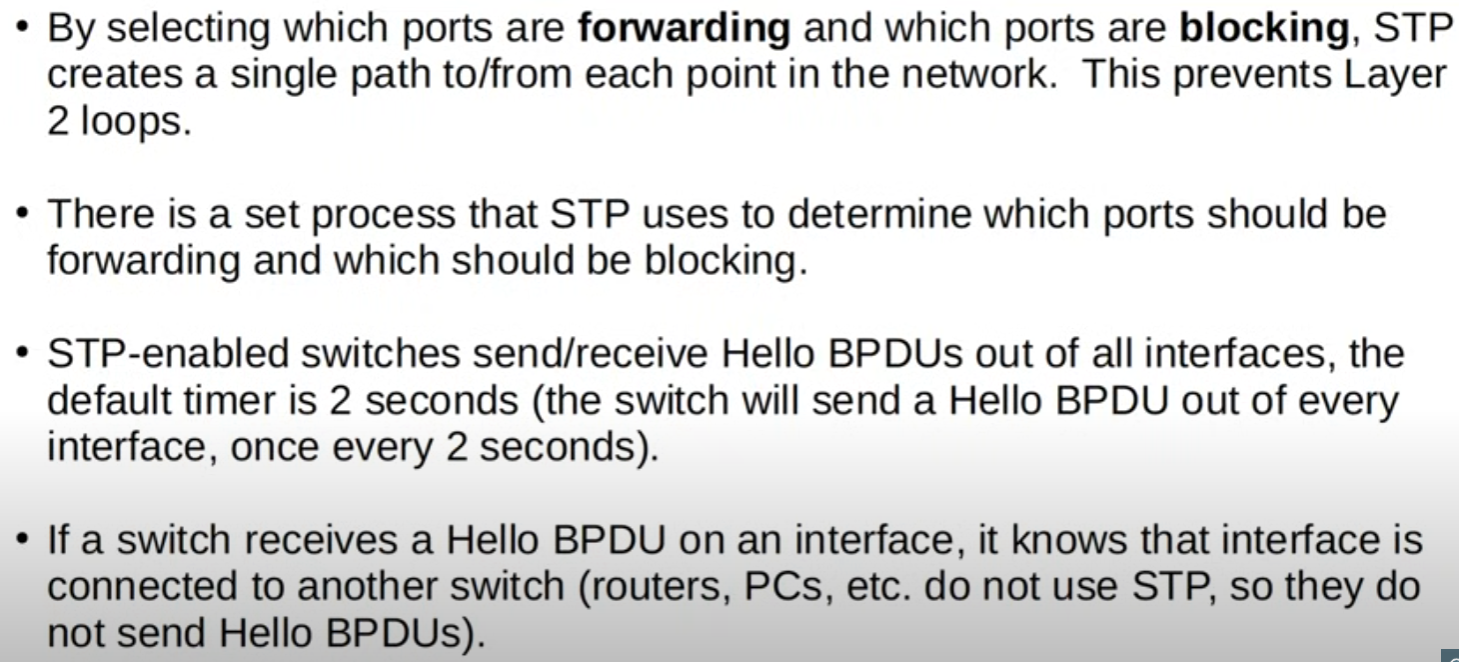 • By selecting which ports are forwarding and which ports are blocking, STP
creates a single path to/from each point in the network.  This prevents Layer
2 loops.
• There is a set process that STP uses to determine which ports should be
forwarding and which should be blocking.
• STP-enabled switches send/receive Hello BPDUs out of all interfaces, the
default timer is 2 seconds (the switch will send a Hello BPDU out of every
interface, once every 2 seconds).
• If a switch receives a Hello BPDU on an interface, it knows that interface is
connected to another switch (routers, PCs, etc. do not use STP, so they do
not send Hello BPDUs).